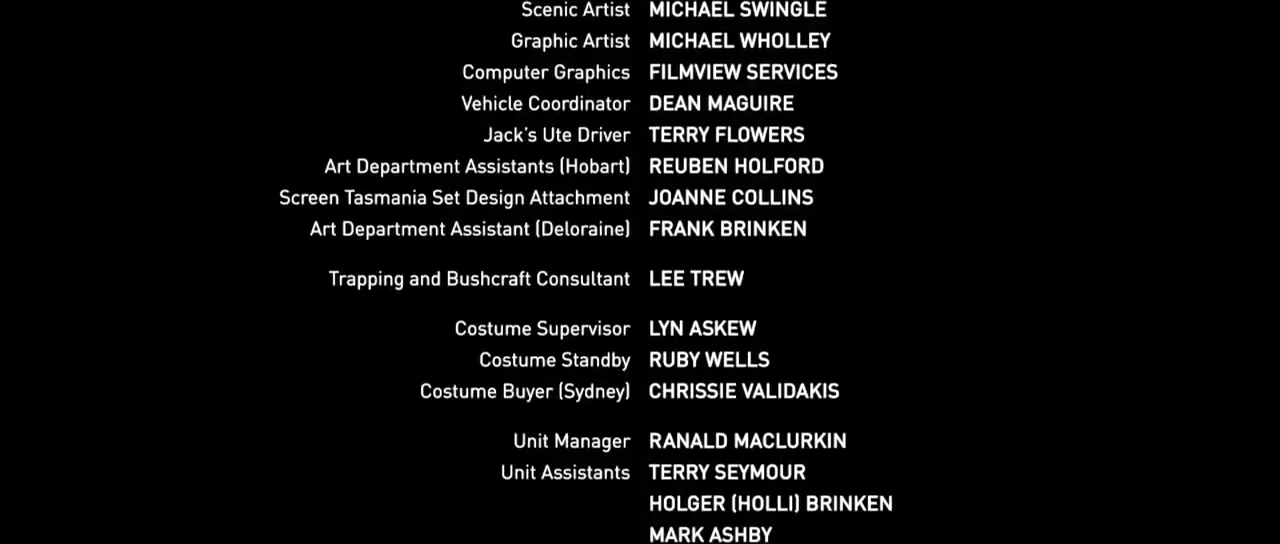 Scenic Artist MICHAEL SWINGLE
Graphic Artist MICHAEL WHOLLEY
Computer Graphics FILMVIEW SERVICES
Vehicle Coordinator DEAN MAGUIRE
Jack's Ute Driver TERRY FLOWERS
Art Department Assistants (Hobart) REUBEN HOLFORD
Screen Tasmania Set Design Attachment JOANNE COLLINS
Art Department Assistant (Deloraine) FRANK BRINKEN
Trapping and Bushcraft Consultant LEE TREW
Costume Supervisor LYN ASKEW
Costume Standby RUBY WELLS
Costume Buyer (Sydney) CHRISSIE VALIDAKIS
Unit Manager RANALD MACLURKIN
Unit Assistants TERRY SEYMOUR
HOLGER (HOLLI) BRINKEN
MARK ASHBY